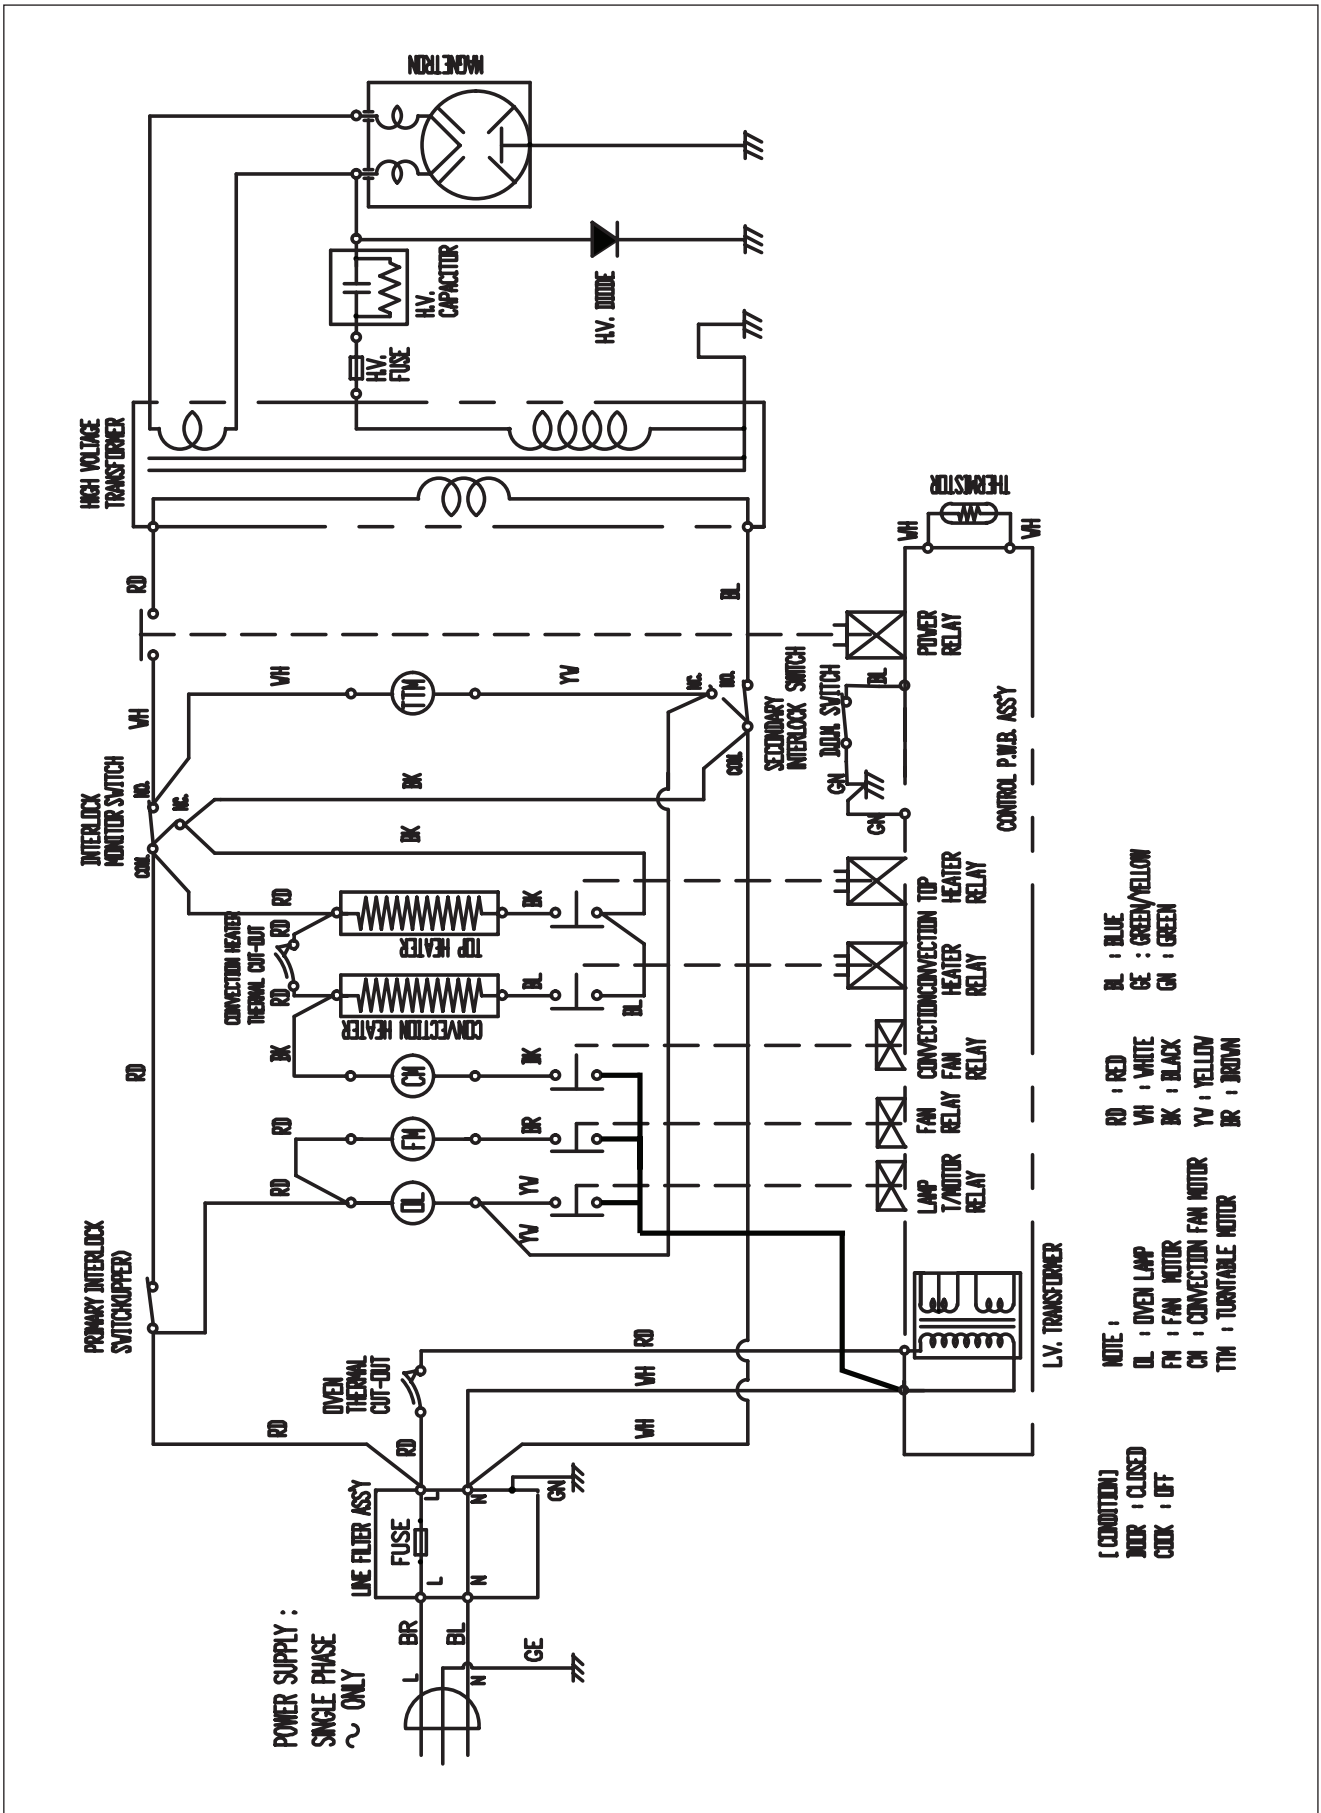 MAGNETRON
H.V.
CAPACITOR
H.V. DIODE
H.V.
FUSE
HIGH VOLTAGE
TRANSFORMER
THERMISTOR
WH
WH
RD
BL
POWER
RELAY
WH
TTM
YW
NC.
NO.
COM.
SECONDARY
INTERLOCK SWITCH
D.O.M. SWITCH
BL
GN
GN
CONTROL P.W.B. ASS'Y
WH
INTERLOCK
MONITOR SWITCH
NO.
NC.
COM.
BK
BK
RD
CONVECTION HEATER
THERMAL CUT-OUT
RD
RD
TOP HEATER
BK
CONVECTION HEATER
BL
BL
TOP
HEATER
RELAY
CONVECTION
HEATER
RELAY
CONVECTION
FAN
RELAY
FAN
RELAY
LAMP
T/MOTOR
RELAY
RD
BK
CM
BK
RD
FM
BR
RD
OL
YW
YW
PRIMARY INTERLOCK
SWITCH(UPPER)
OVEN
THERMAL
CUT-OUT
RD
WH
L.V. TRANSFORMER
RD
RD
WH
LINE FILTER ASS'Y
FUSE
L
N
L
N
GN
POWER SUPPLY :
SINGLE PHASE
~ ONLY
BR
BL
L
N
GE
NOTE :
OL : OVEN LAMP
FM : FAN MOTOR
CM : CONVECTION FAN MOTOR
TTM : TURNTABLE MOTOR
RD : RED
WH : WHITE
BK : BLACK
YW : YELLOW
BR : BROWN
BL : BLUE
GE : GREEN/YELLOW
GN : GREEN
[CONDITION]
DOOR : CLOSED
COOK : OFF